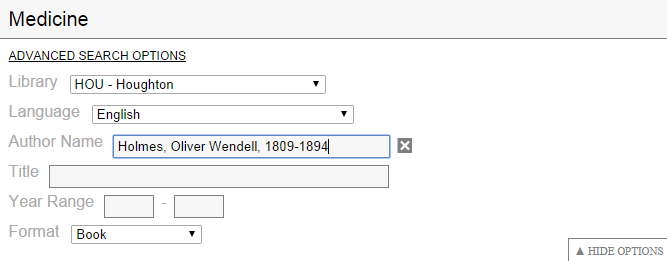 Medicine
ADVANCED SEARCH OPTIONS
Library HOU - Houghton
Language English
Author Name Holmes, Oliver Wendell, 1809-1894
Title
Year Range -
Format Book
▲ HIDE OPTIONS